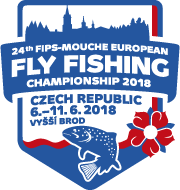 24th FIPS-MOUCHE EUROPEAN
FLY FISHING
CHAMPIONSHIP 2018
CZECH REPUBLIC
6.–11. 6. 2018
VYŠŠÍ BROD